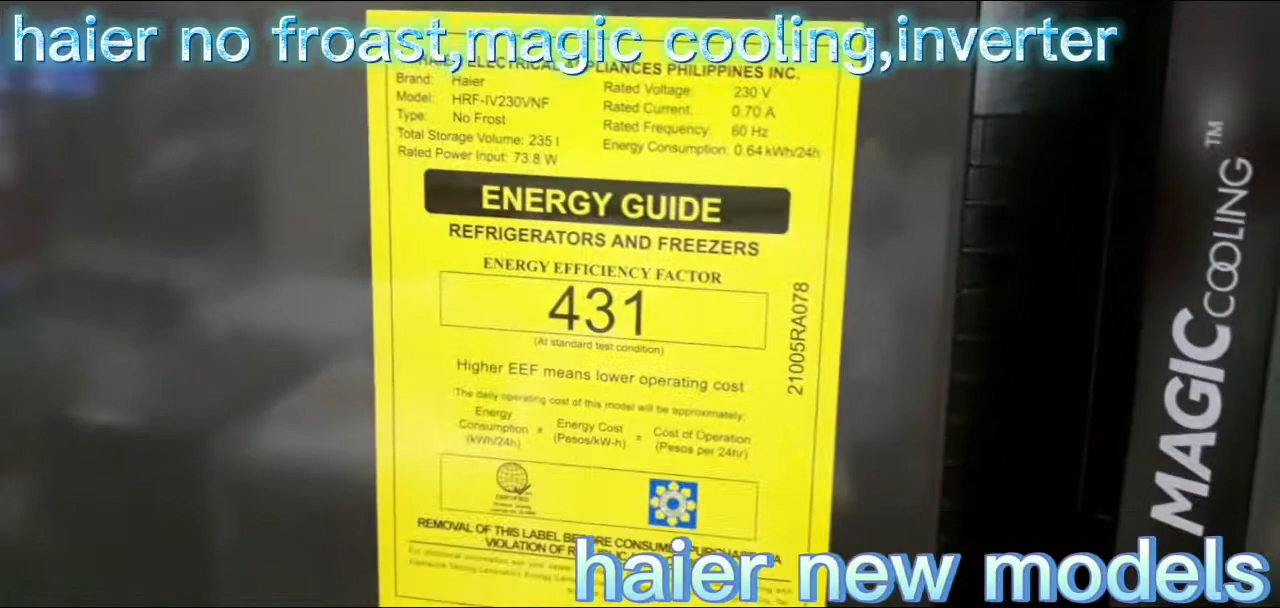 haier no froast,magic cooling,inverter
HAIER ELECTRICAL APPLIANCES PHILIPPINES INC.
Brand: Haier
Model: HRF-IV230VNF
Type: No Frost
Total Storage Volume: 235 l
Rated Power Input: 73.8 W
Rated Voltage: 230 V
Rated Current: 0.70 A
Rated Frequency: 60 Hz
Energy Consumption: 0.64 kWh/24h
ENERGY GUIDE
REFRIGERATORS AND FREEZERS
ENERGY EFFICIENCY FACTOR
431
(At standard test condition)
21005RA078
Higher EEF means lower operating cost
The daily operating cost of this model will be approximately:
Energy
Consumption
(kWh/24h)
x
Energy Cost
(Pesos/kW-h)
=
Cost of Operation
(Pesos per 24hr)
CERTIFIED
REMOVAL OF THIS LABEL BEFORE CONSUMER PURCHASE
VIOLATION OF
MAGIC COOLING™
haier new models